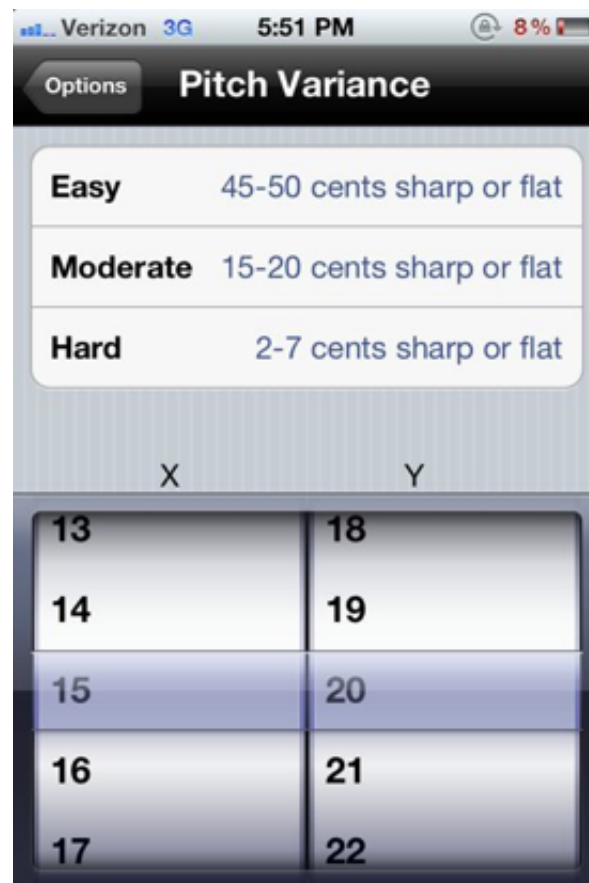 Verizon 3G 5:51 PM 8%
Options Pitch Variance
Easy 45-50 cents sharp or flat
Moderate 15-20 cents sharp or flat
Hard 2-7 cents sharp or flat
X Y
13 18
14 19
15 20
16 21
17 22